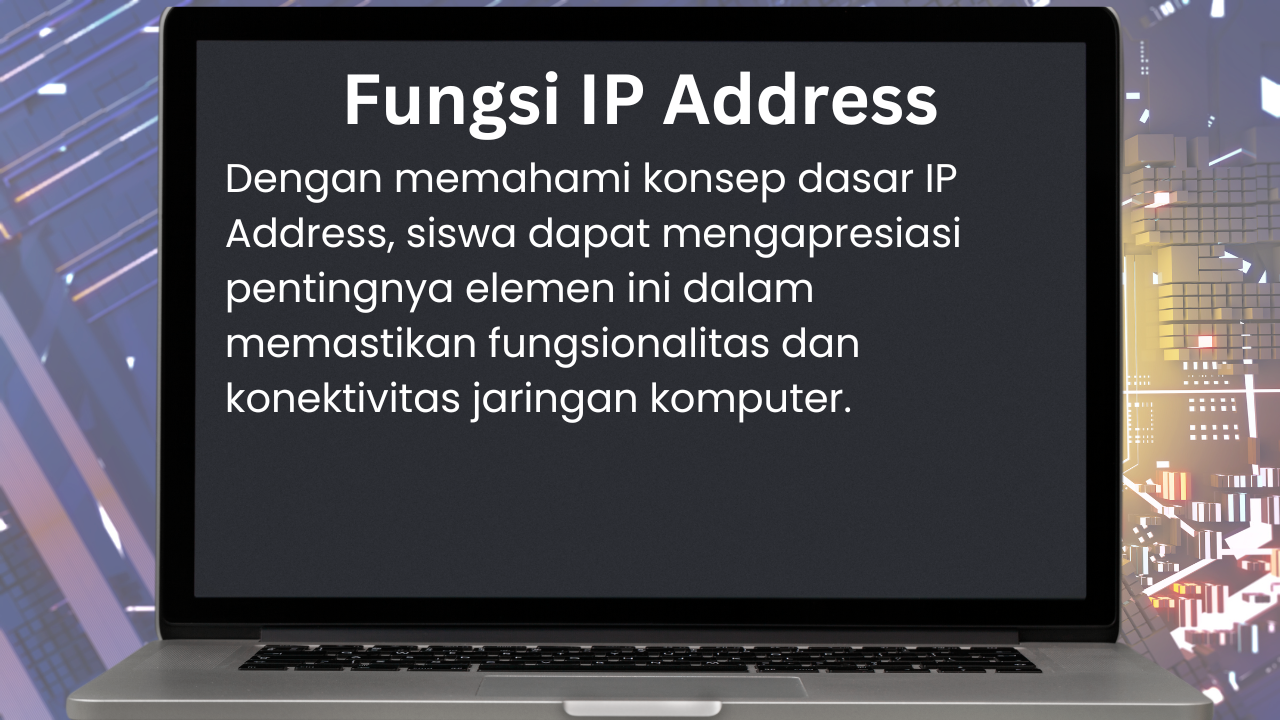 Fungsi IP Address
Dengan memahami konsep dasar IP
Address, siswa dapat mengapresiasi
pentingnya elemen ini dalam
memastikan fungsionalitas dan
konektivitas jaringan komputer.